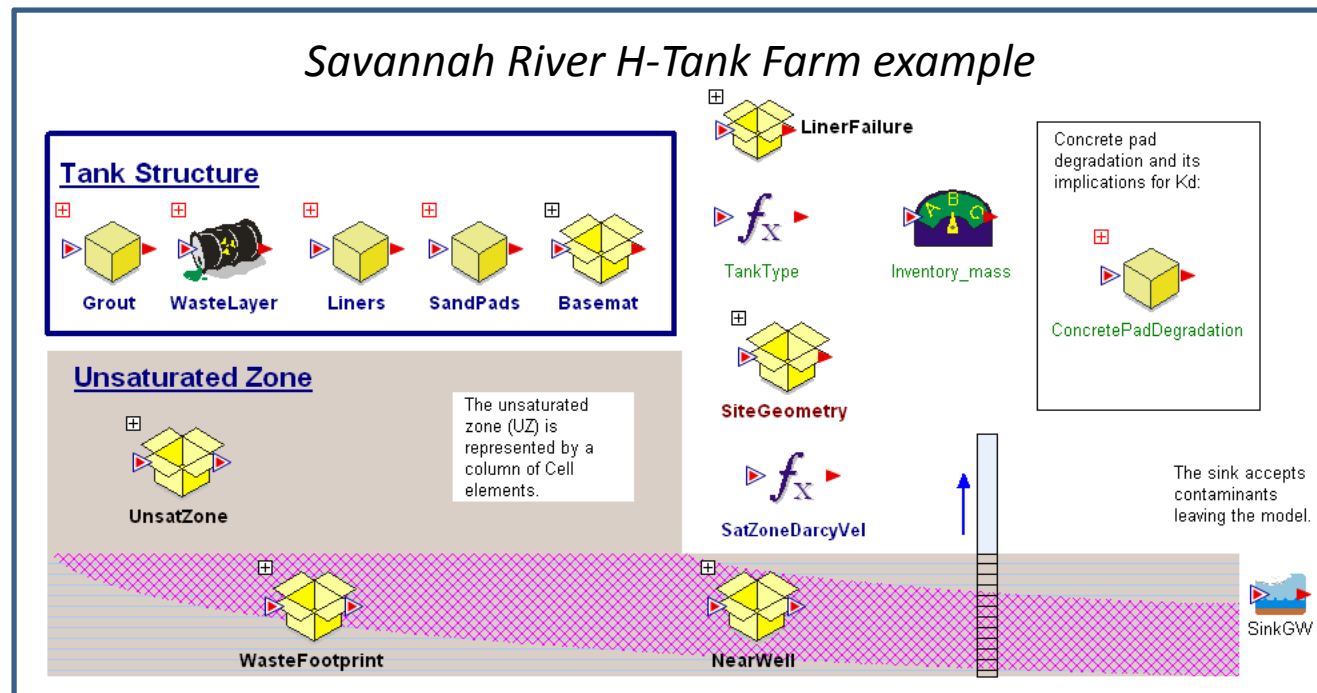 Savannah River H-Tank Farm example
Tank Structure
Grout
WasteLayer
Liners
SandPads
Basemat
LinerFailure
fx
TankType
A B C
Inventory_mass
Concrete pad
degradation and its
implications for Kd:
ConcretePadDegradation
Unsaturated Zone
The unsaturated
zone (UZ) is
represented by a
column of Cell
elements.
UnsatZone
SiteGeometry
fx
SatZoneDarcyVel
The sink accepts
contaminants
leaving the model.
WasteFootprint
NearWell
SinkGW